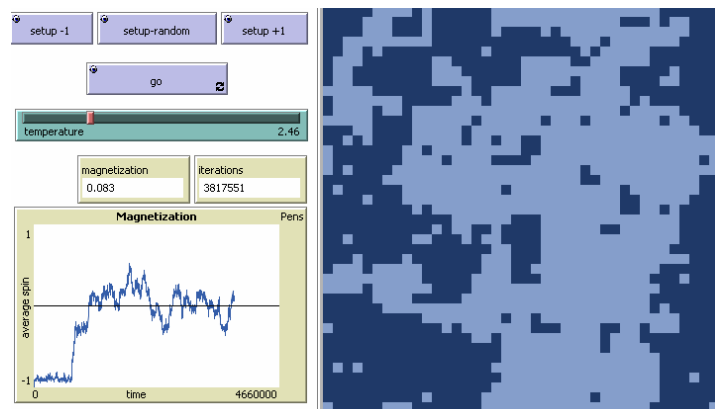 setup -1 setup-random setup +1
go
temperature 2.46
magnetization iterations
0.083 3817551
Magnetization Pens
1
average spin
-1
0 time 4660000